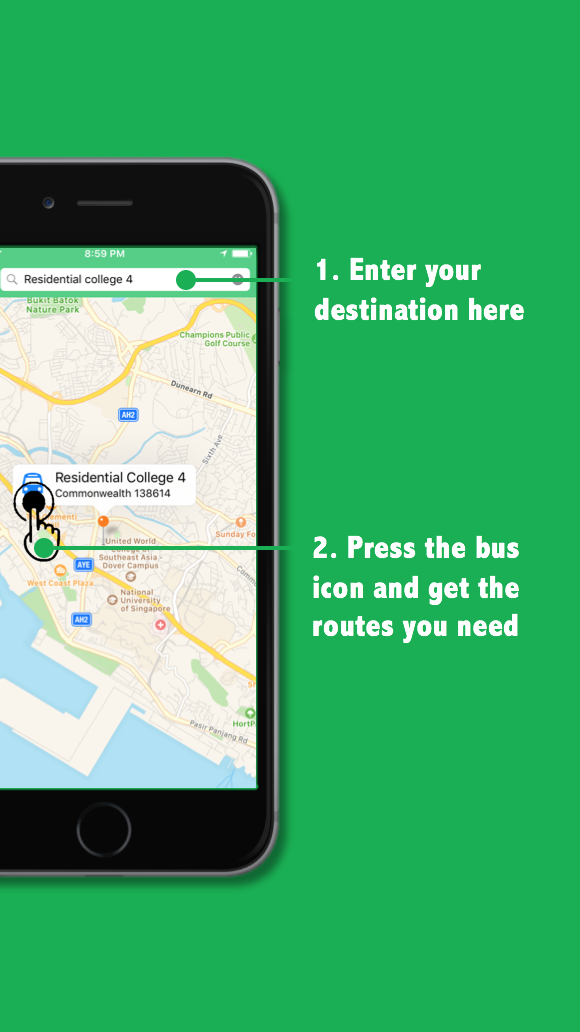 8:59 PM
Residential college 4
1. Enter your
destination here
Bukit Batok
Nature Park
Champions Public
Golf Course
Dunearn Rd
AH2
Sixth Ave
Residential College 4
Commonwealth 138614
Sunday
United World
Southeast Asia -
Dover Campus
2. Press the bus
icon and get the
routes you need
AYE
West Coast Plaza
National
University
of Singapore
AH2
HortP
Pasir Panjang Rd